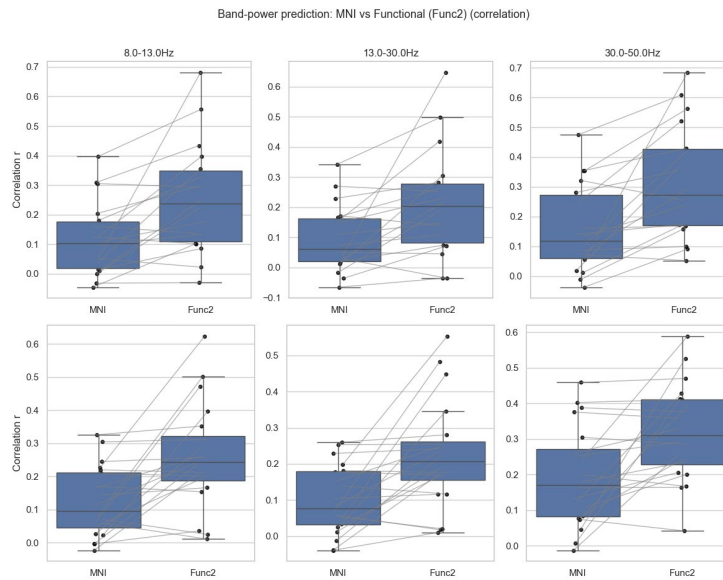 Band-power prediction: MNI vs Functional (Func2) (correlation)
8.0-13.0Hz
13.0-30.0Hz
30.0-50.0Hz
Correlation r
0.7
0.6
0.5
0.4
0.3
0.2
0.1
0.0
MNI
Func2
0.6
0.5
0.4
0.3
0.2
0.1
0.0
−0.1
MNI
Func2
0.7
0.6
0.5
0.4
0.3
0.2
0.1
0.0
MNI
Func2
Correlation r
0.6
0.5
0.4
0.3
0.2
0.1
0.0
MNI
Func2
0.5
0.4
0.3
0.2
0.1
0.0
MNI
Func2
0.6
0.5
0.4
0.3
0.2
0.1
0.0
MNI
Func2